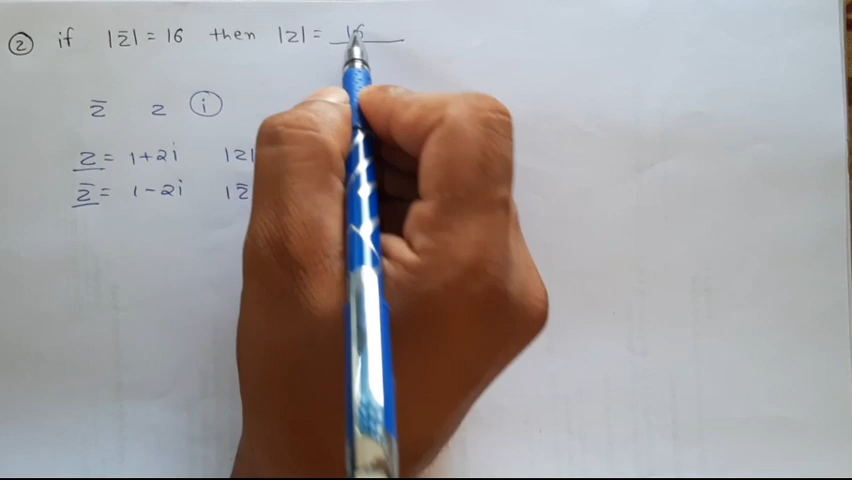 ② if |z̄| = 16 then |z| = 16
z̄ z ⓘ
z = 1+2i |z|
z̄ = 1-2i |z̄